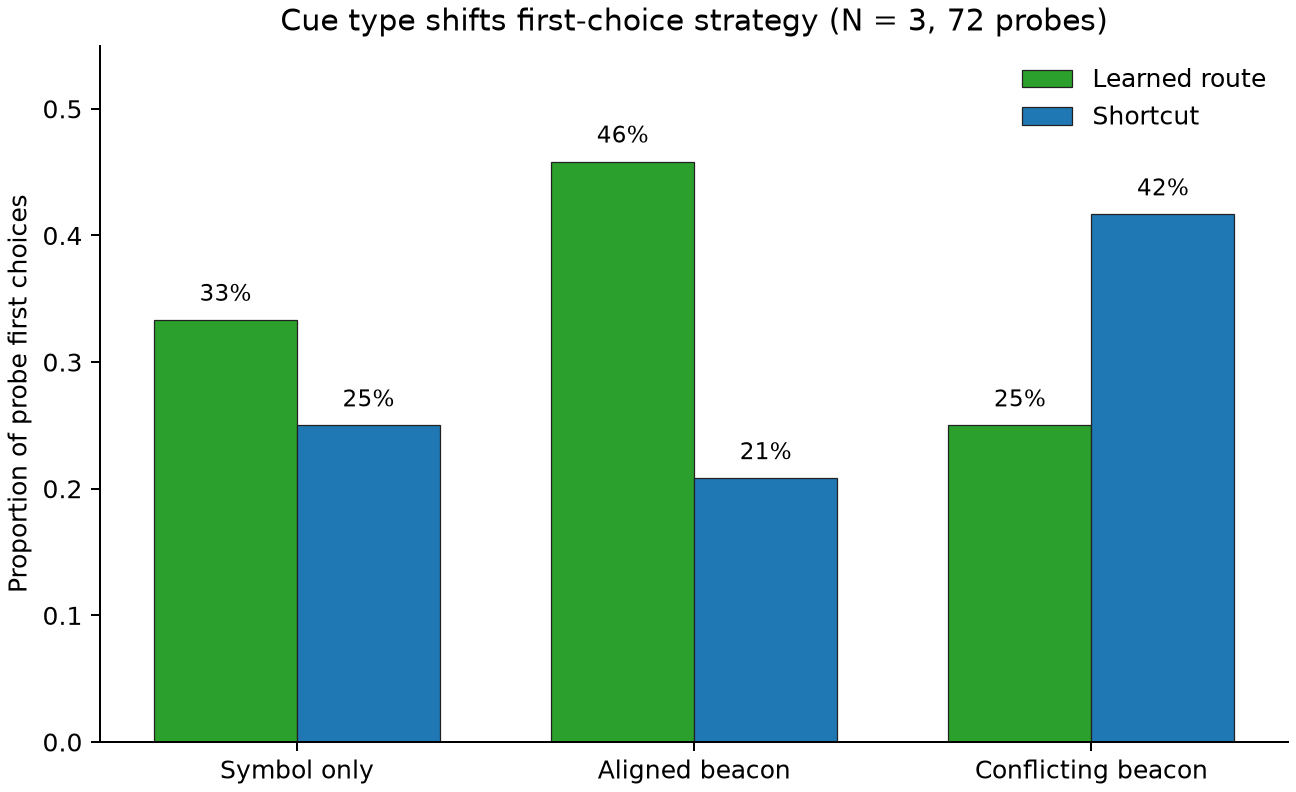 Cue type shifts first-choice strategy (N = 3, 72 probes)
Learned route
Shortcut
Proportion of probe first choices
0.5
0.4
0.3
0.2
0.1
0.0
33%
25%
46%
21%
25%
42%
Symbol only
Aligned beacon
Conflicting beacon